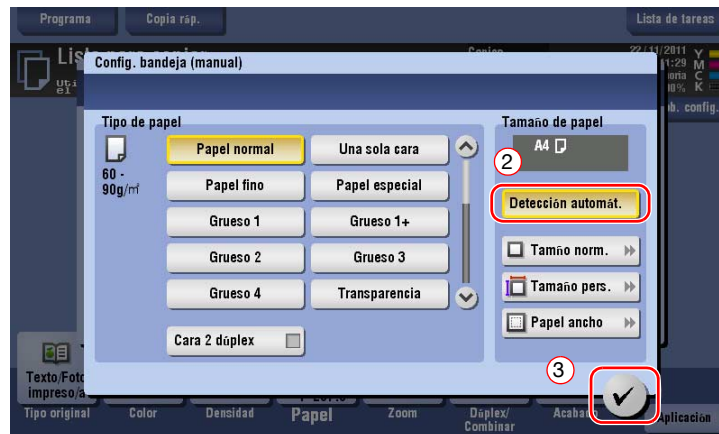 Programa
Copia ráp.
Lista de tareas
22/11/2011
Y
M
C
K
Config. bandeja (manual)
Tipo de papel
Tamaño de papel
60 -
90g/m²
Papel normal
Una sola cara
Papel fino
Papel especial
Grueso 1
Grueso 1+
Grueso 2
Grueso 3
Grueso 4
Transparencia
Cara 2 dúplex
2
A4
Detección automát.
Tamño norm.
Tamaño pers.
Papel ancho
3
Texto/Foto
impreso/a
Tipo original
Color
Densidad
Papel
Zoom
Dúplex/
Combinar
Acabado
Aplicación